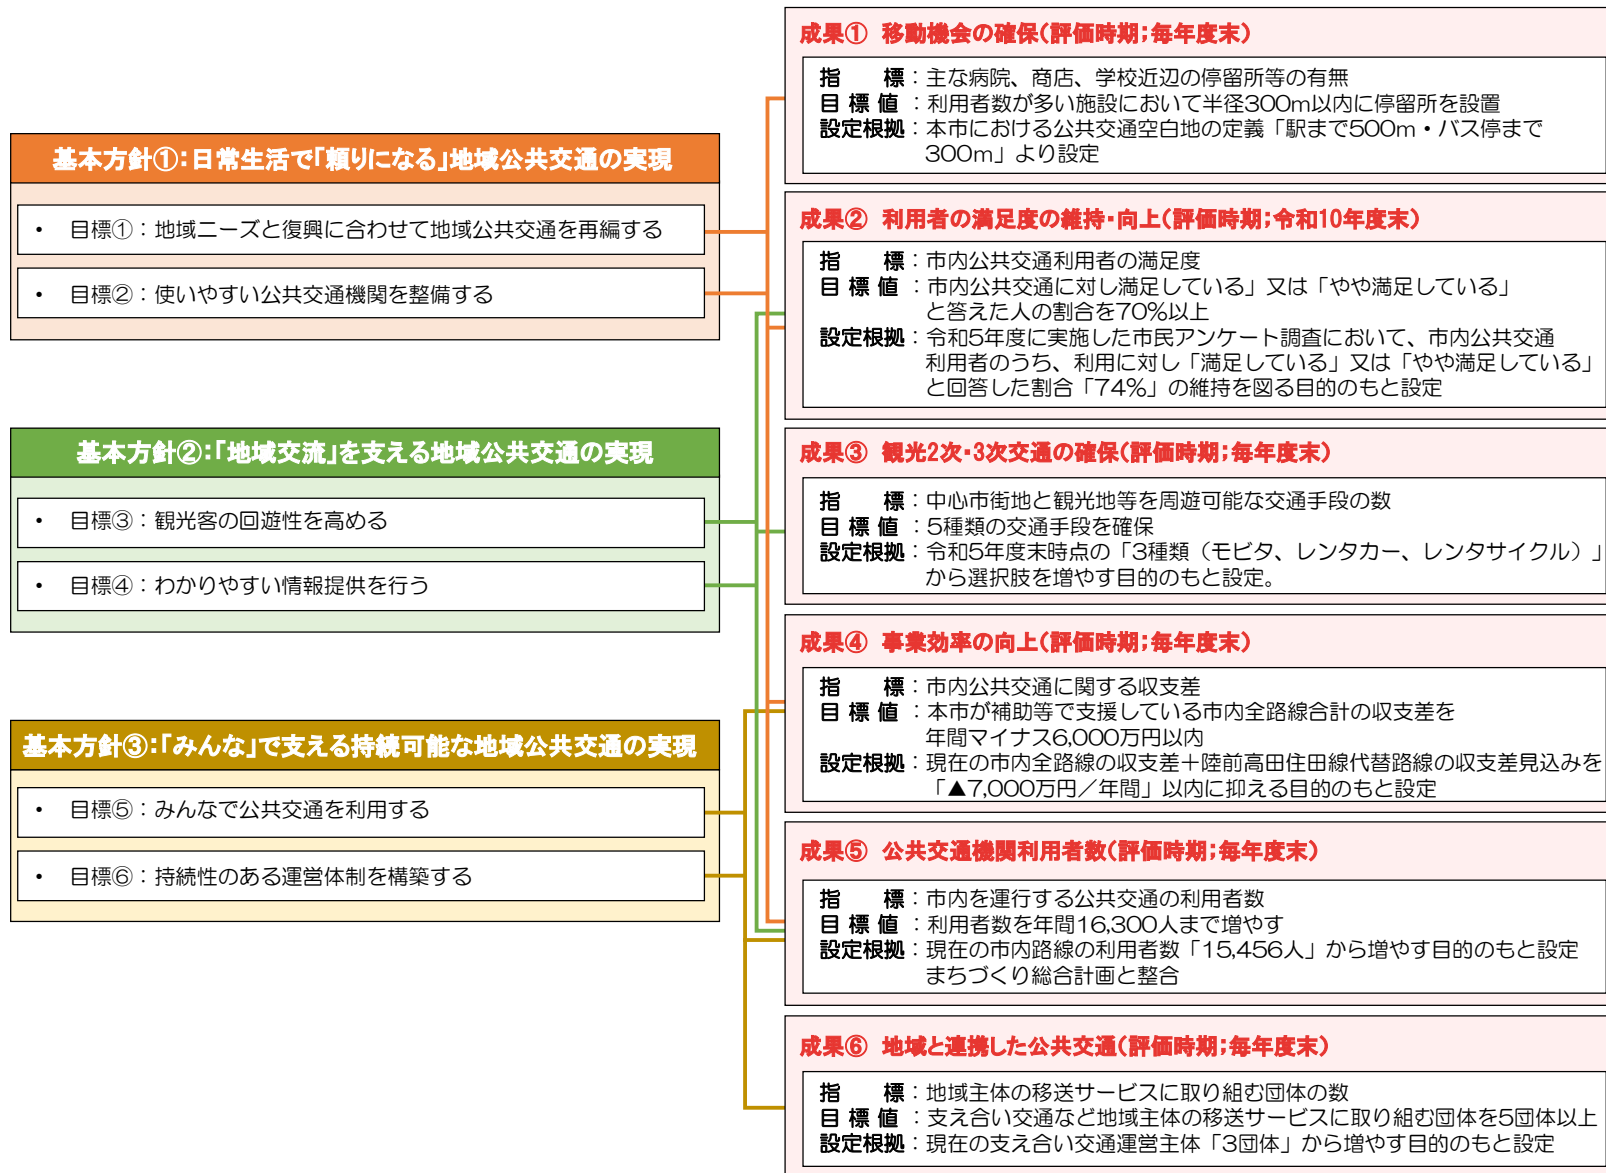 基本方針①：日常生活で「頼りになる」地域公共交通の実現
• 目標①：地域ニーズと復興に合わせて地域公共交通を再編する
• 目標②：使いやすい公共交通機関を整備する
基本方針②：「地域交流」を支える地域公共交通の実現
• 目標③：観光客の回遊性を高める
• 目標④：わかりやすい情報提供を行う
基本方針③：「みんな」で支える持続可能な地域公共交通の実現
• 目標⑤：みんなで公共交通を利用する
• 目標⑥：持続性のある運営体制を構築する
成果① 移動機会の確保（評価時期；毎年度末）
指　　標：主な病院、商店、学校近辺の停留所等の有無
目 標 値：利用者数が多い施設において半径300m以内に停留所を設置
設定根拠：本市における公共交通空白地の定義「駅まで500m・バス停まで
300m」より設定
成果② 利用者の満足度の維持・向上（評価時期；令和10年度末）
指　　標：市内公共交通利用者の満足度
目 標 値：市内公共交通に対し満足している」又は「やや満足している」
と答えた人の割合を70%以上
設定根拠：令和5年度に実施した市民アンケート調査において、市内公共交通
利用者のうち、利用に対し「満足している」又は「やや満足している」
と回答した割合「74%」の維持を図る目的のもと設定
成果③ 観光2次・3次交通の確保（評価時期；毎年度末）
指　　標：中心市街地と観光地等を周遊可能な交通手段の数
目 標 値：5種類の交通手段を確保
設定根拠：令和5年度末時点の「3種類（モビタ、レンタカー、レンタサイクル）」
から選択肢を増やす目的のもと設定。
成果④ 事業効率の向上（評価時期；毎年度末）
指　　標：市内公共交通に関する収支差
目 標 値：本市が補助等で支援している市内全路線合計の収支差を
年間マイナス6,000万円以内
設定根拠：現在の市内全路線の収支差＋陸前高田住田線代替路線の収支差見込みを
「▲7,000万円／年間」以内に抑える目的のもと設定
成果⑤ 公共交通機関利用者数（評価時期；毎年度末）
指　　標：市内を運行する公共交通の利用者数
目 標 値：利用者数を年間16,300人まで増やす
設定根拠：現在の市内路線の利用者数「15,456人」から増やす目的のもと設定
まちづくり総合計画と整合
成果⑥ 地域と連携した公共交通（評価時期；毎年度末）
指　　標：地域主体の移送サービスに取り組む団体の数
目 標 値：支え合い交通など地域主体の移送サービスに取り組む団体を5団体以上
設定根拠：現在の支え合い交通運営主体「3団体」から増やす目的のもと設定